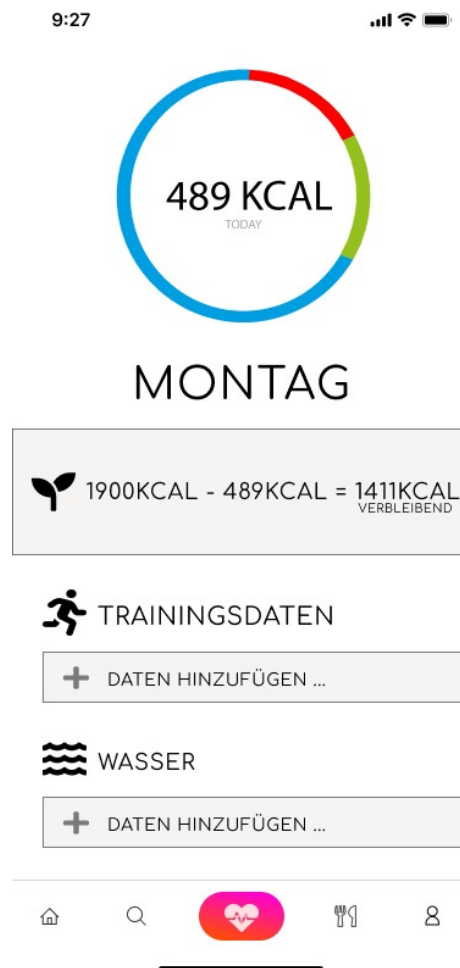 9:27
489 KCAL
TODAY
MONTAG
1900KCAL - 489KCAL = 1411KCAL
VERBLEIBEND
TRAININGSDATEN
DATEN HINZUFÜGEN ...
WASSER
DATEN HINZUFÜGEN ...